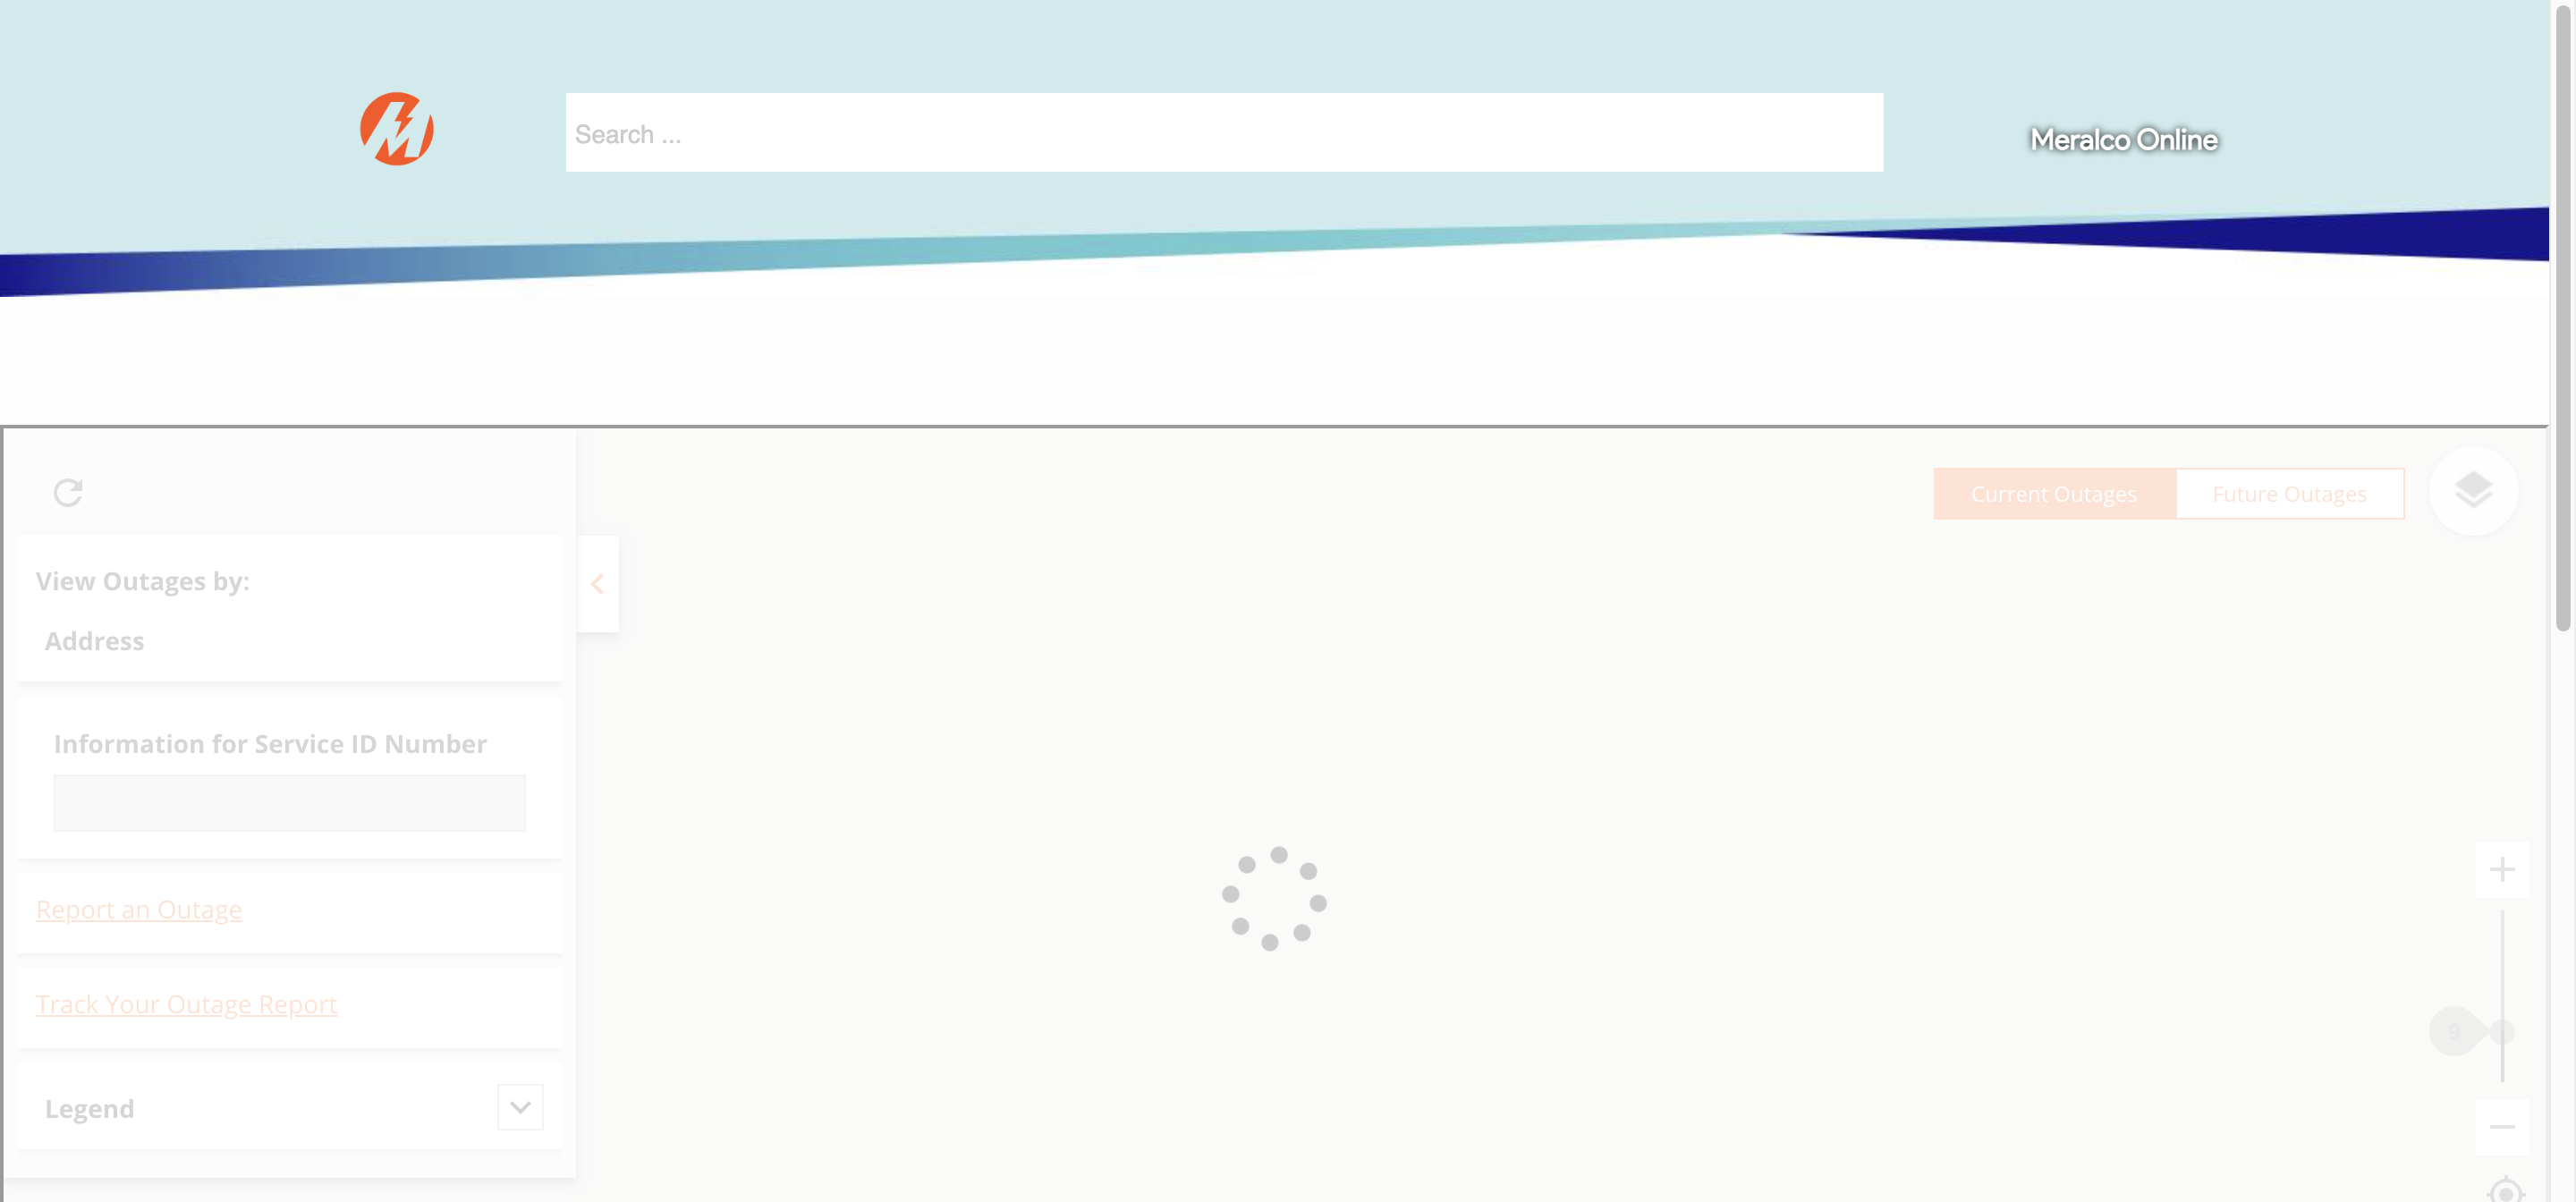 Search ...
Meralco Online
Current Outages
Future Outages
View Outages by:
Address
Information for Service ID Number
Report an Outage
Track Your Outage Report
9
Legend